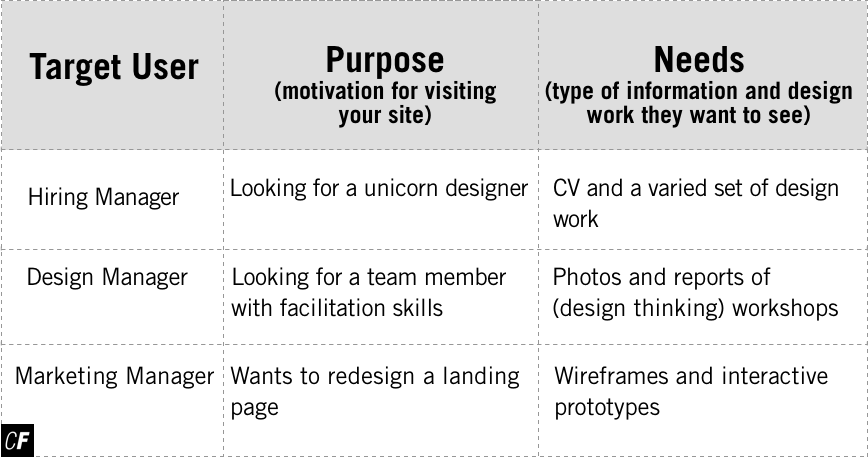 Target User
Purpose
(motivation for visiting
your site)
Needs
(type of information and design
work they want to see)
Hiring Manager
Looking for a unicorn designer
CV and a varied set of design
work
Design Manager
Looking for a team member
with facilitation skills
Photos and reports of
(design thinking) workshops
Marketing Manager
Wants to redesign a landing
page
Wireframes and interactive
prototypes
CF